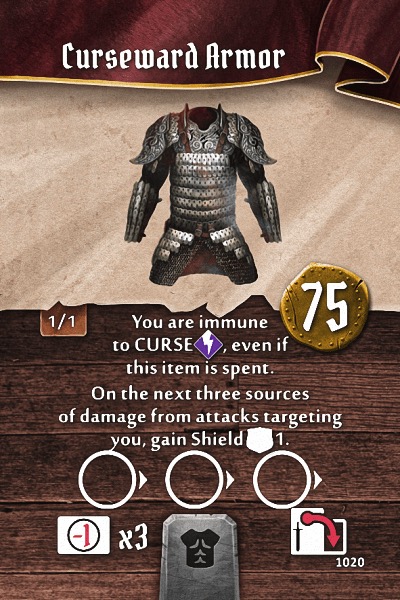 Curseward Armor
75
1/1
You are immune
to CURSE, even if
this item is spent.
On the next three sources
of damage from attacks targeting
you, gain Shield 1.
-1 x3
1020